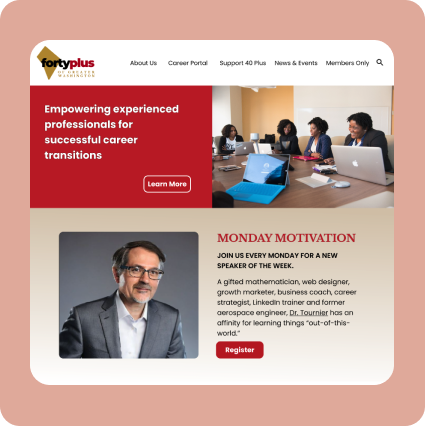 fortyplus
OF GREATER
WASHINGTON
About Us Career Portal Support 40 Plus News & Events Members Only
Empowering experienced
professionals for
successful career
transitions
Learn More
MONDAY MOTIVATION
JOIN US EVERY MONDAY FOR A NEW
SPEAKER OF THE WEEK.
A gifted mathematician, web designer,
growth marketer, business coach, career
strategist, LinkedIn trainer and former
aerospace engineer, Dr. Tournier has an
affinity for learning things “out-of-this-
world.”
Register